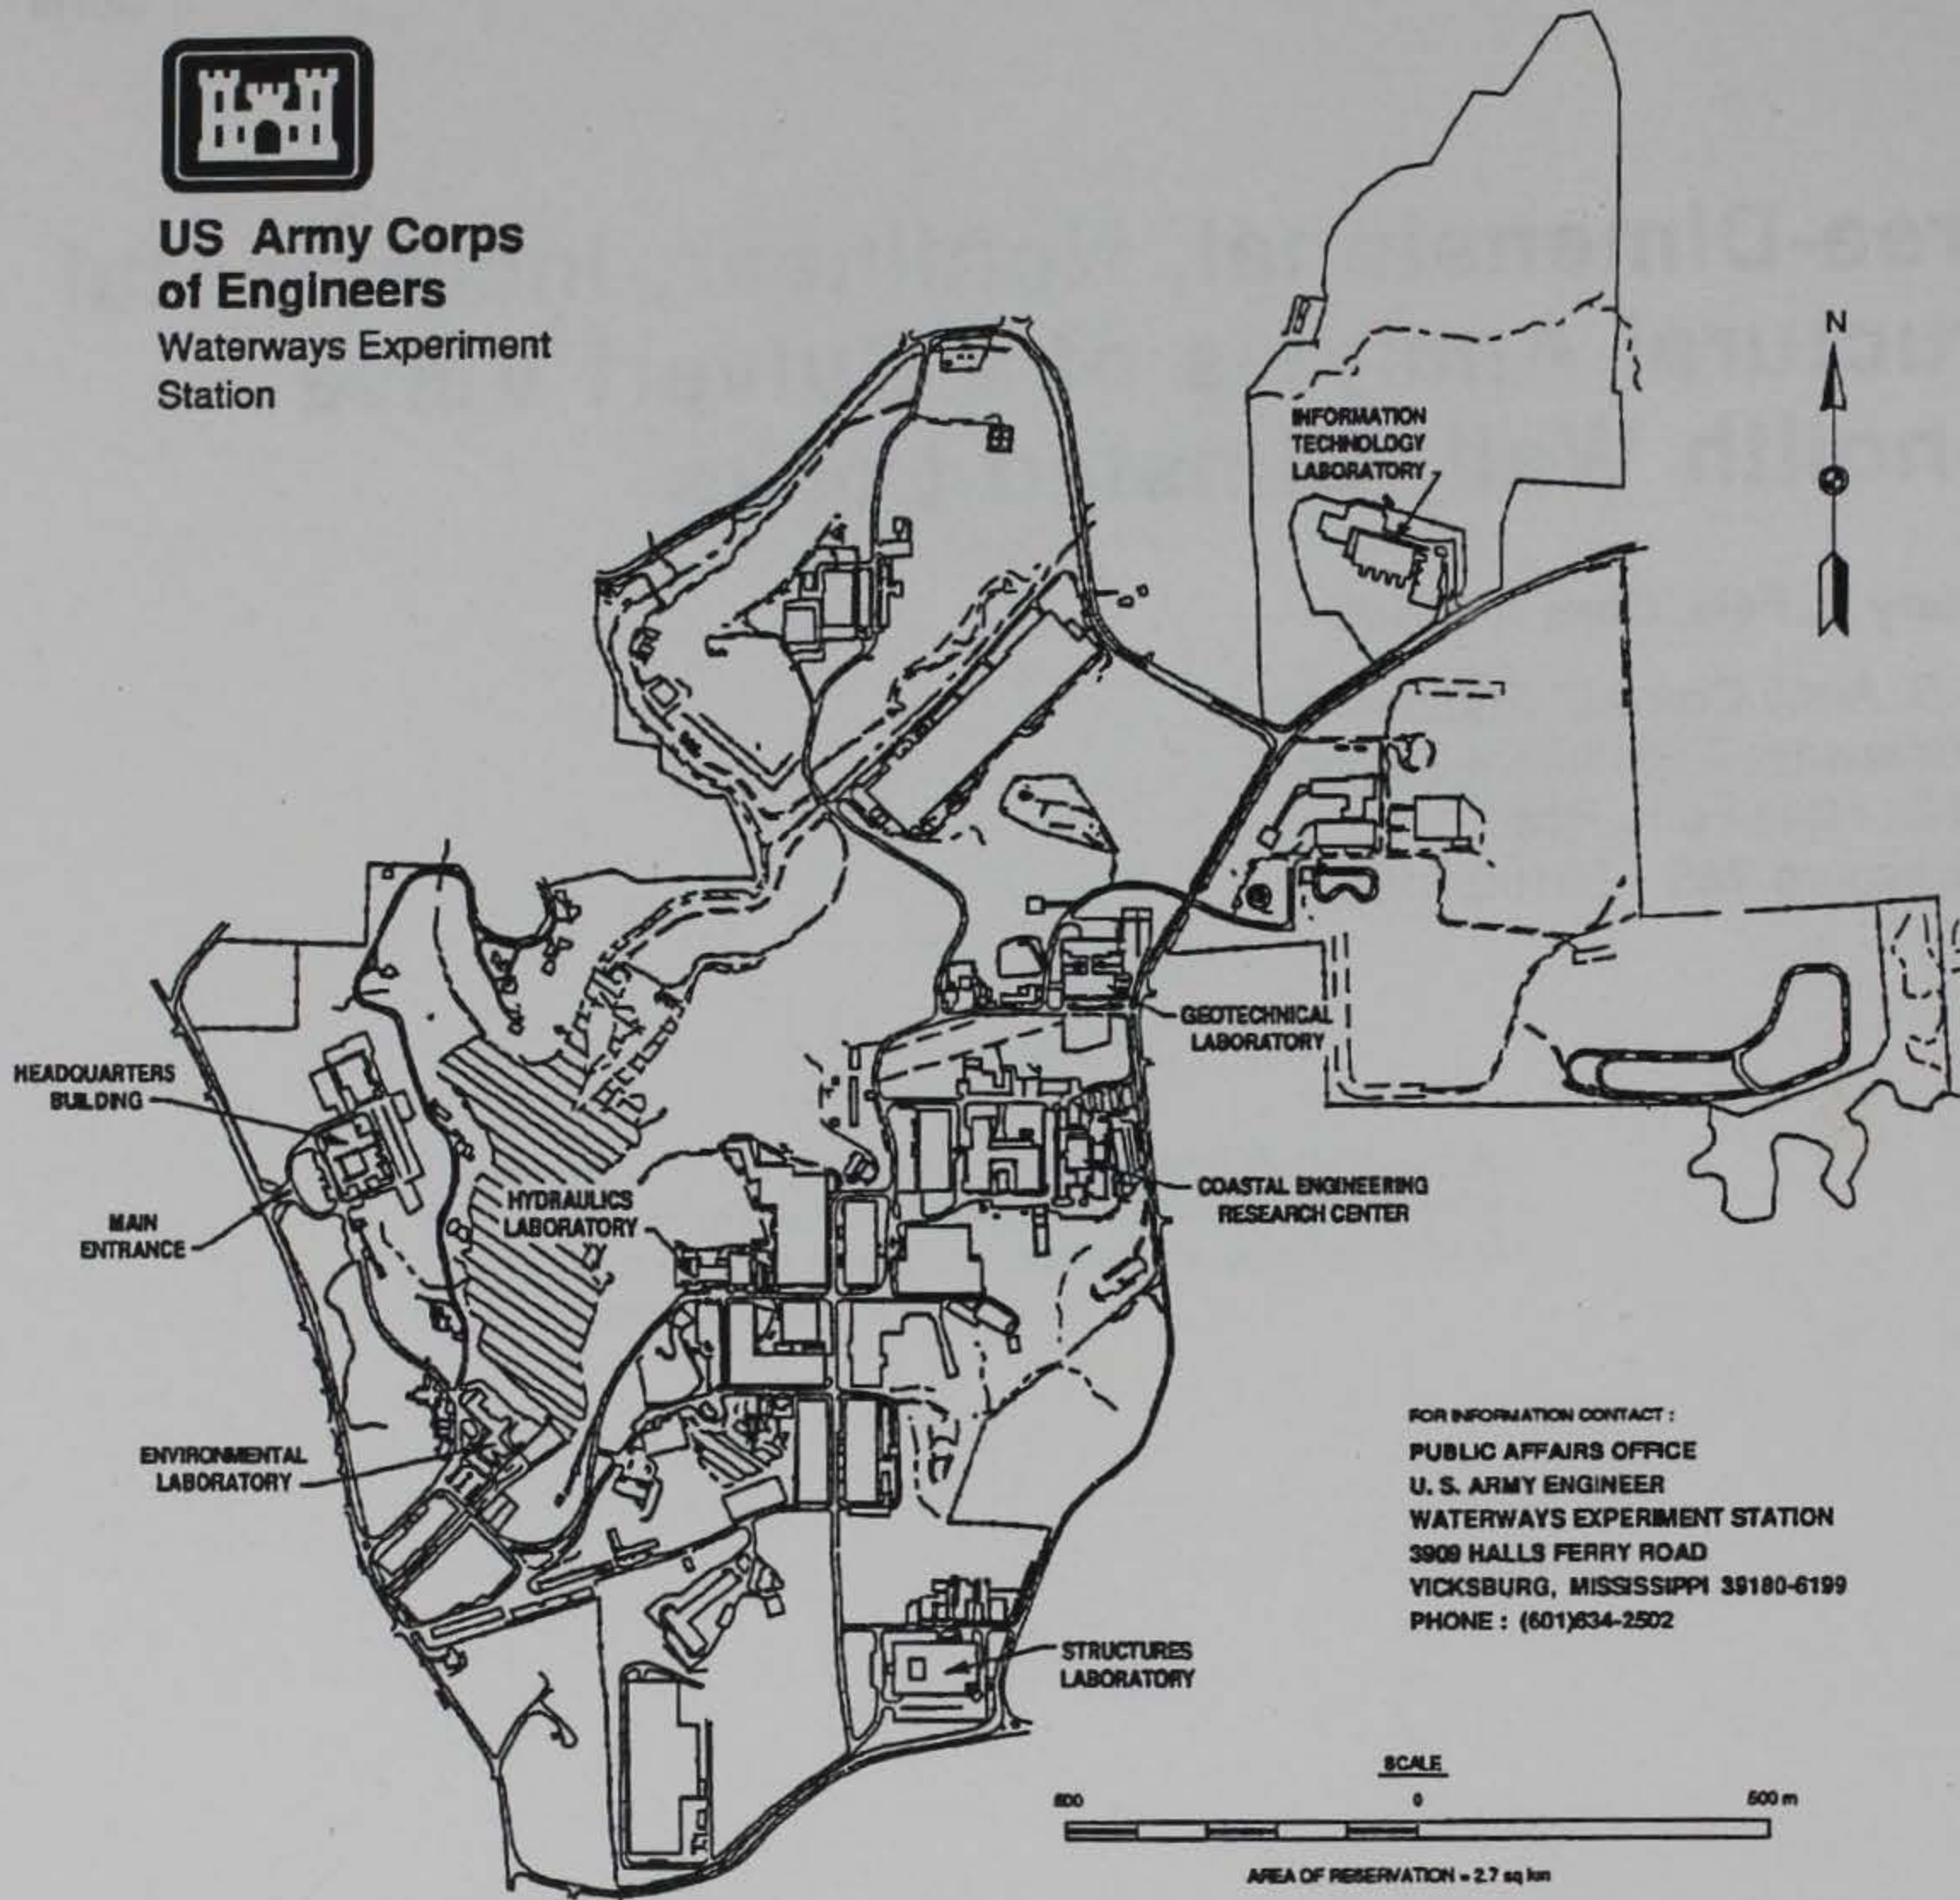 US Army Corps
of Engineers
Waterways Experiment
Station
N
INFORMATION
TECHNOLOGY
LABORATORY
GEOTECHNICAL
LABORATORY
HEADQUARTERS
BUILDING
HYDRAULICS
LABORATORY
COASTAL ENGINEERING
RESEARCH CENTER
MAIN
ENTRANCE
ENVIRONMENTAL
LABORATORY
FOR INFORMATION CONTACT :
PUBLIC AFFAIRS OFFICE
U. S. ARMY ENGINEER
WATERWAYS EXPERIMENT STATION
3909 HALLS FERRY ROAD
VICKSBURG, MISSISSIPPI 39180-6199
PHONE : (601)634-2502
STRUCTURES
LABORATORY
SCALE
500 0 500 m
AREA OF RESERVATION = 2.7 sq km